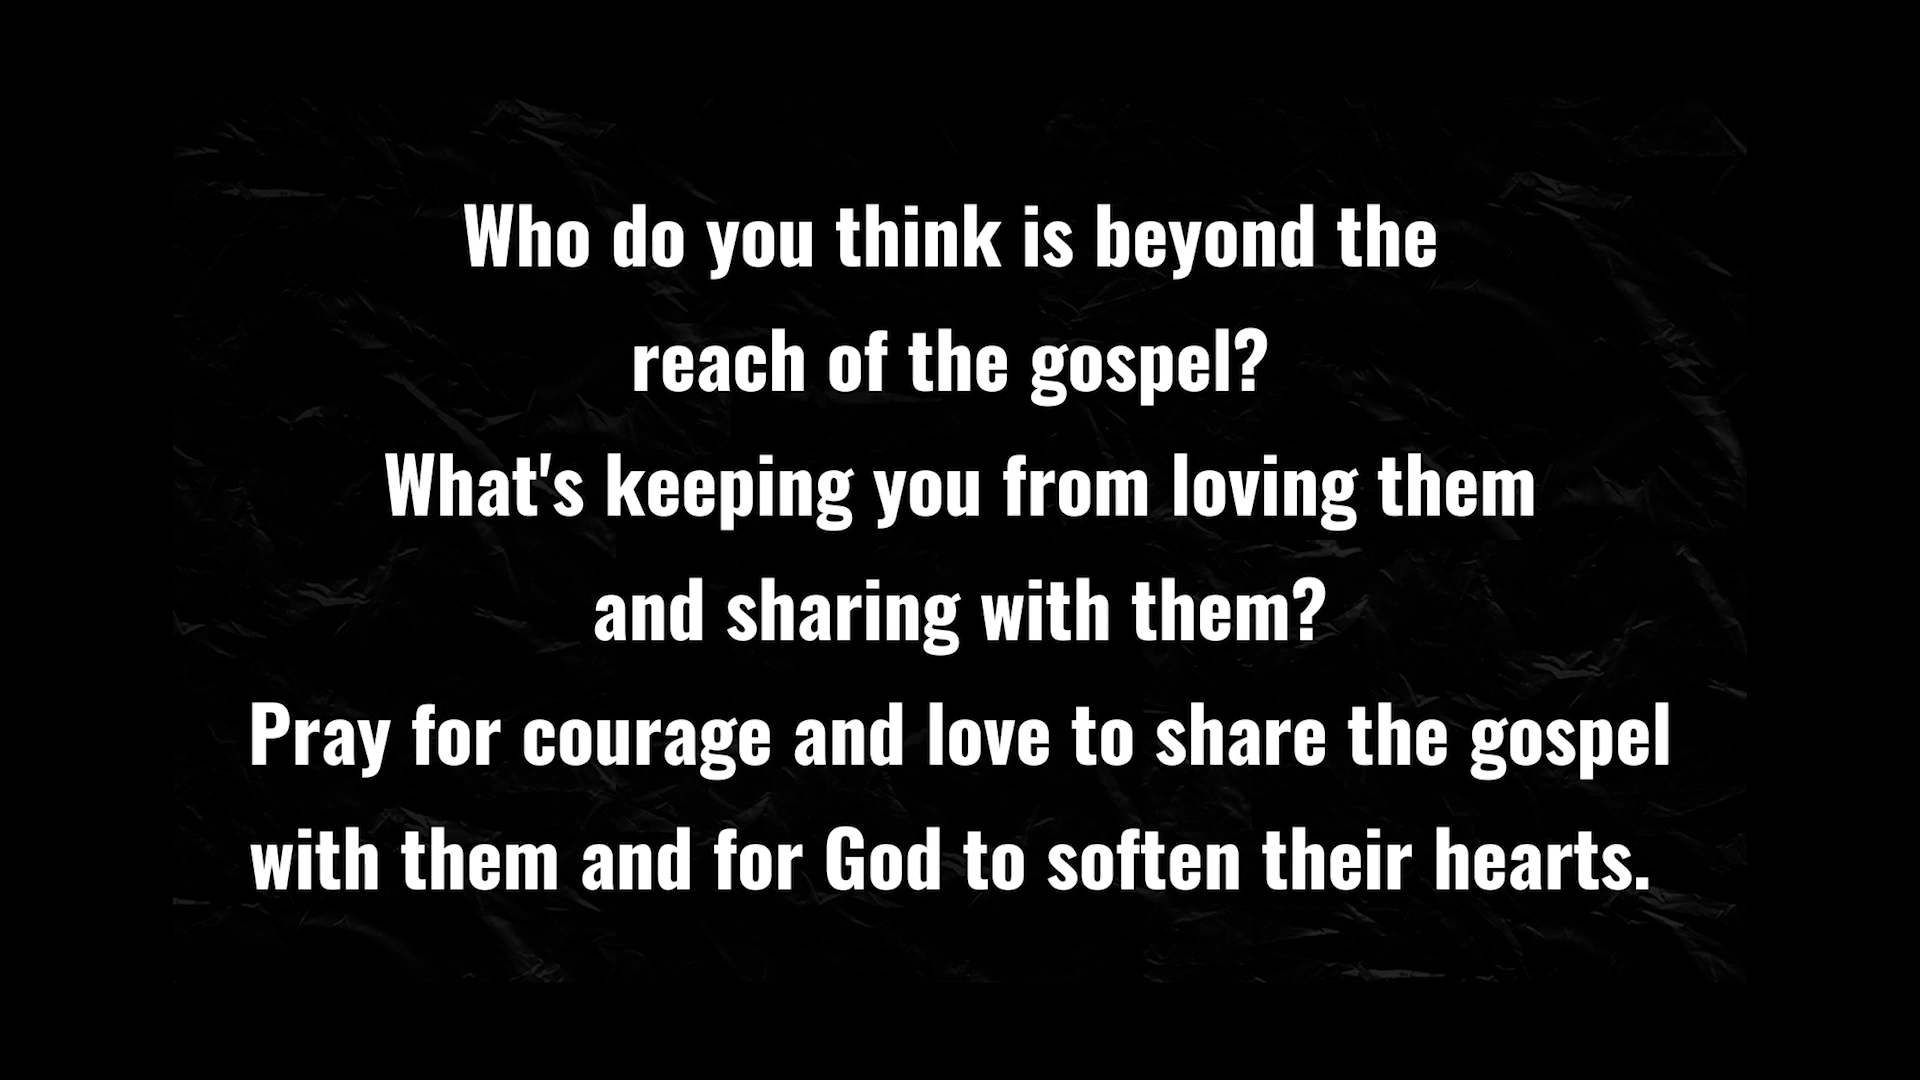 Who do you think is beyond the
reach of the gospel?
What's keeping you from loving them
and sharing with them?
Pray for courage and love to share the gospel
with them and for God to soften their hearts.